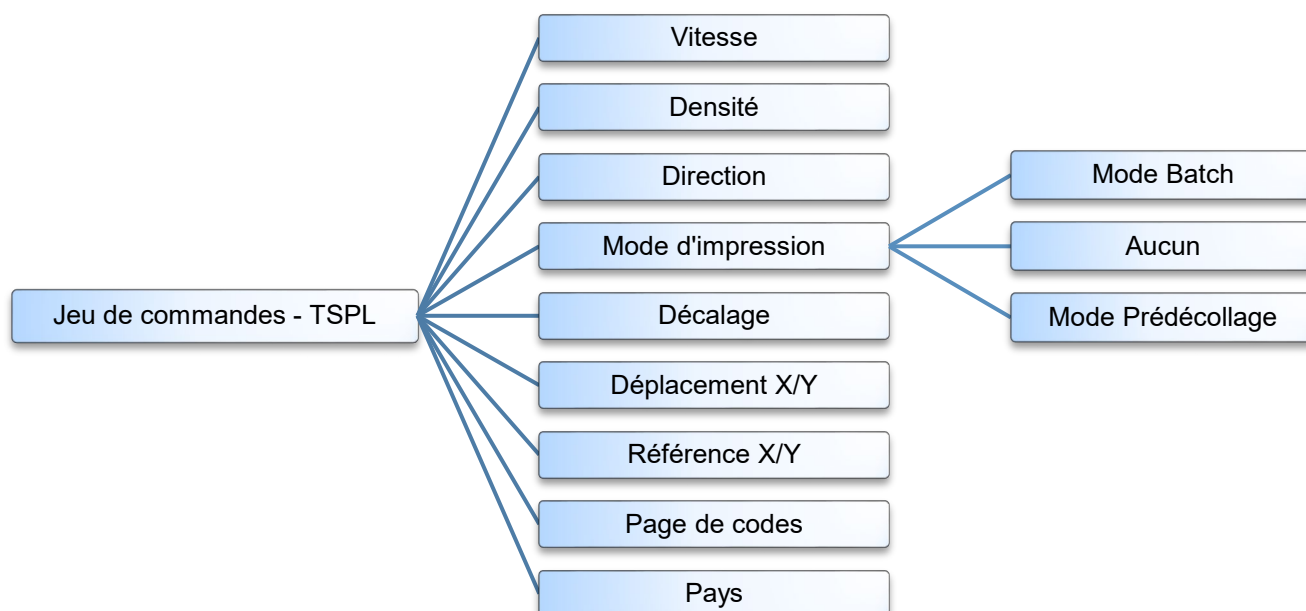 Vitesse
Densité
Direction
Mode d'impression
Jeu de commandes - TSPL
Décalage
Déplacement X/Y
Référence X/Y
Page de codes
Pays
Mode Batch
Aucun
Mode Prédécollage